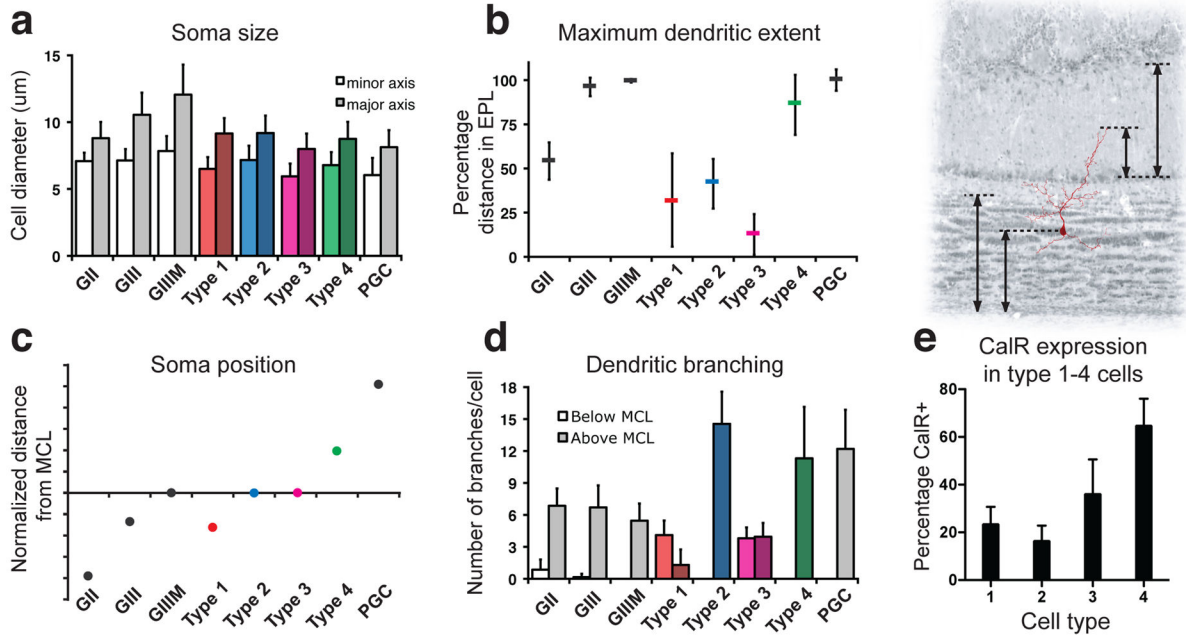 a
Soma size
Cell diameter (um)
15
10
5
0
minor axis
major axis
GII
GIII
GIIIM
Type 1
Type 2
Type 3
Type 4
PGC
b
Maximum dendritic extent
Percentage
distance in EPL
100
75
50
25
0
GII
GIII
GIIIM
Type 1
Type 2
Type 3
Type 4
PGC
c
Soma position
Normalized distance
from MCL
GII
GIII
GIIIM
Type 1
Type 2
Type 3
Type 4
PGC
d
Dendritic branching
Number of branches/cell
18
15
12
9
6
3
0
Below MCL
Above MCL
GII
GIII
GIIIM
Type 1
Type 2
Type 3
Type 4
PGC
e
CalR expression
in type 1-4 cells
Percentage CalR+
80
60
40
20
0
1
2
3
4
Cell type